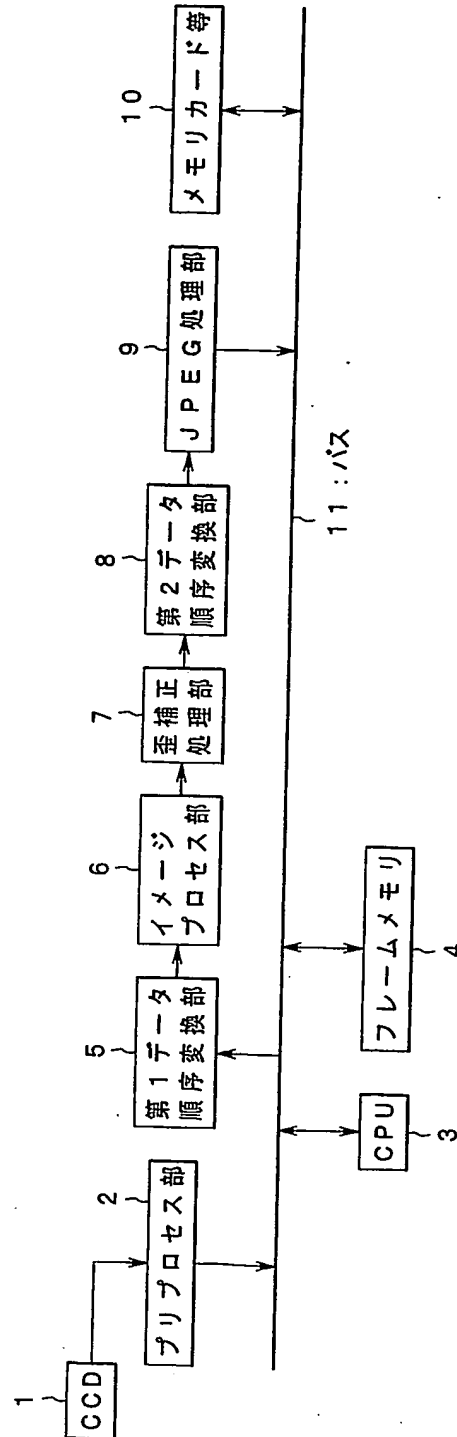 1
CCD
2
プリプロセス部
3
CPU
4
フレームメモリ
5
第1データ
順序変換部
6
イメージ
プロセス部
7
歪補正
処理部
8
第2データ
順序変換部
9
JPEG処理部
10
メモリカード等
11:バス